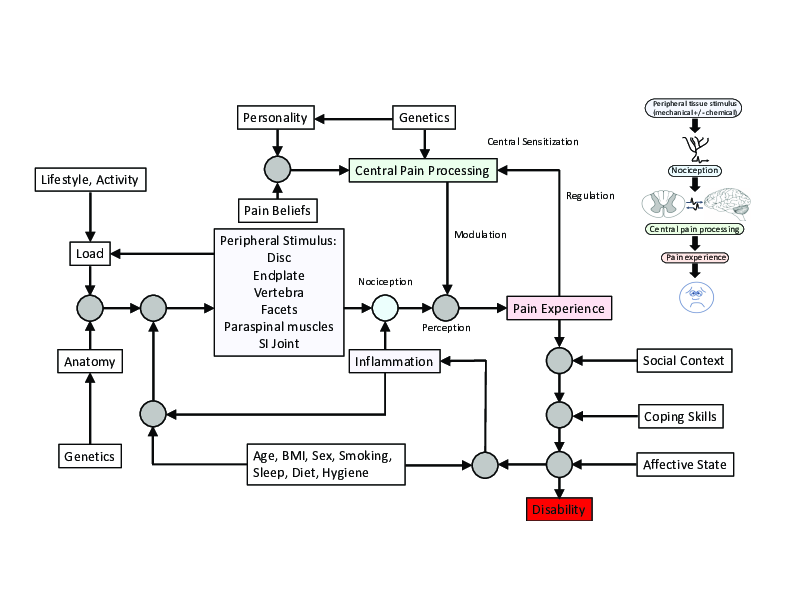 Personality
Genetics
Central Sensitization
Lifestyle, Activity
Central Pain Processing
Regulation
Pain Beliefs
Modulation
Load
Peripheral Stimulus:
Disc
Endplate
Vertebra
Facets
Paraspinal muscles
SI Joint
Nociception
Perception
Pain Experience
Anatomy
Inflammation
Social Context
Coping Skills
Genetics
Age, BMI, Sex, Smoking,
Sleep, Diet, Hygiene
Affective State
Disability
Peripheral tissue stimulus
(mechanical +/- chemical)
Nociception
Central pain processing
Pain experience